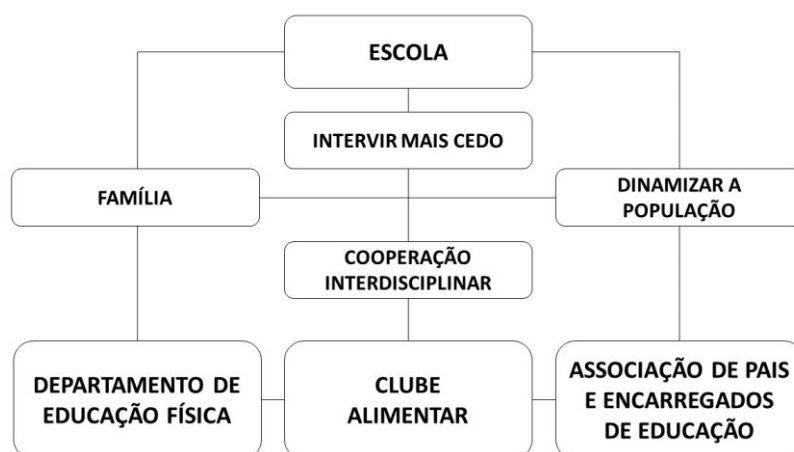 ESCOLA
INTERVIR MAIS CEDO
FAMÍLIA
DINAMIZAR A
POPULAÇÃO
COOPERAÇÃO
INTERDISCIPLINAR
DEPARTAMENTO DE
EDUCAÇÃO FÍSICA
CLUBE
ALIMENTAR
ASSOCIAÇÃO DE PAIS
E ENCARREGADOS
DE EDUCAÇÃO